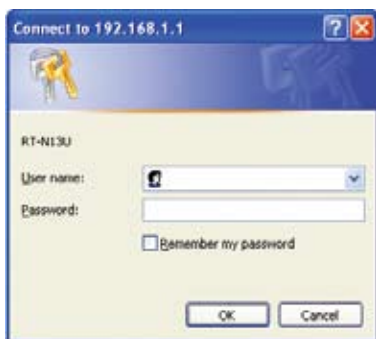 Connect to 192.168.1.1
RT-N13U
User name:
Password:
Remember my password
OK
Cancel